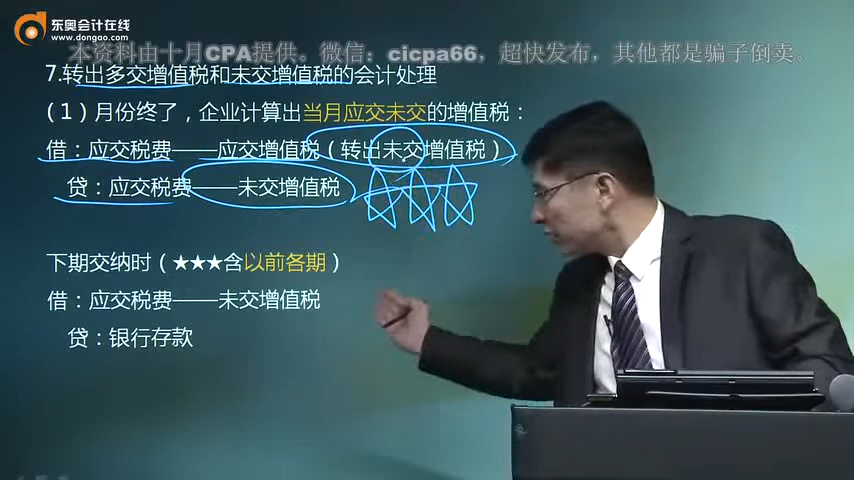 东奥会计在线
www.dongao.com
本资料由十月CPA提供。微信：cicpa66，超快发布，其他都是骗子倒卖。
7.转出多交增值税和未交增值税的会计处理
（1）月份终了，企业计算出当月应交未交的增值税：
借：应交税费——应交增值税（转出未交增值税）
贷：应交税费——未交增值税
下期交纳时（★★★含以前各期）
借：应交税费——未交增值税
贷：银行存款